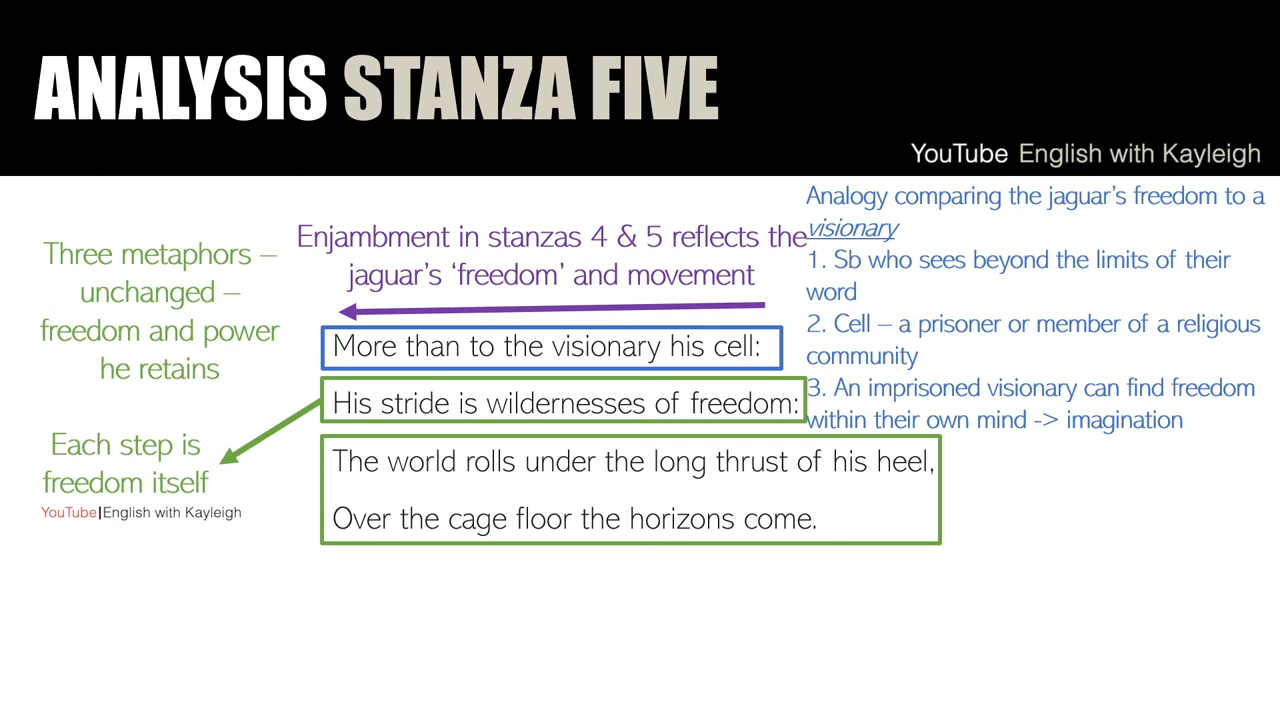 ANALYSIS STANZA FIVE
YouTube English with Kayleigh
Three metaphors –
unchanged –
freedom and power
he retains
Each step is
freedom itself
YouTube|English with Kayleigh
Enjambment in stanzas 4 & 5 reflects the
jaguar's 'freedom' and movement
More than to the visionary his cell:
His stride is wildernesses of freedom:
The world rolls under the long thrust of his heel,
Over the cage floor the horizons come.
Analogy comparing the jaguar's freedom to a
visionary
1. Sb who sees beyond the limits of their
word
2. Cell – a prisoner or member of a religious
community
3. An imprisoned visionary can find freedom
within their own mind -> imagination